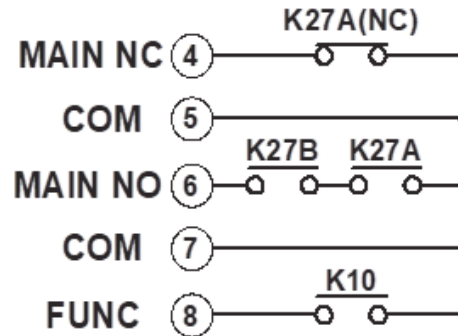 K27A(NC)
MAIN NC 4
COM 5
K27B K27A
MAIN NO 6
COM 7
K10
FUNC 8